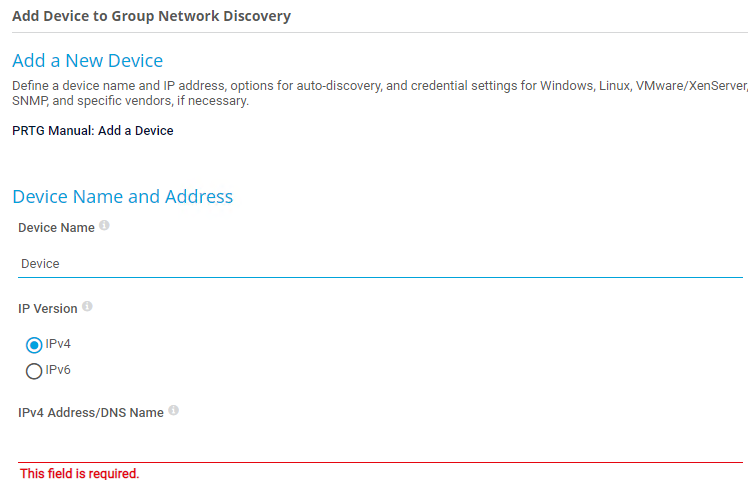 Add Device to Group Network Discovery
Add a New Device
Define a device name and IP address, options for auto-discovery, and credential settings for Windows, Linux, VMware/XenServer,
SNMP, and specific vendors, if necessary.
PRTG Manual: Add a Device
Device Name and Address
Device Name
Device
IP Version
IPv4
IPv6
IPv4 Address/DNS Name
This field is required.